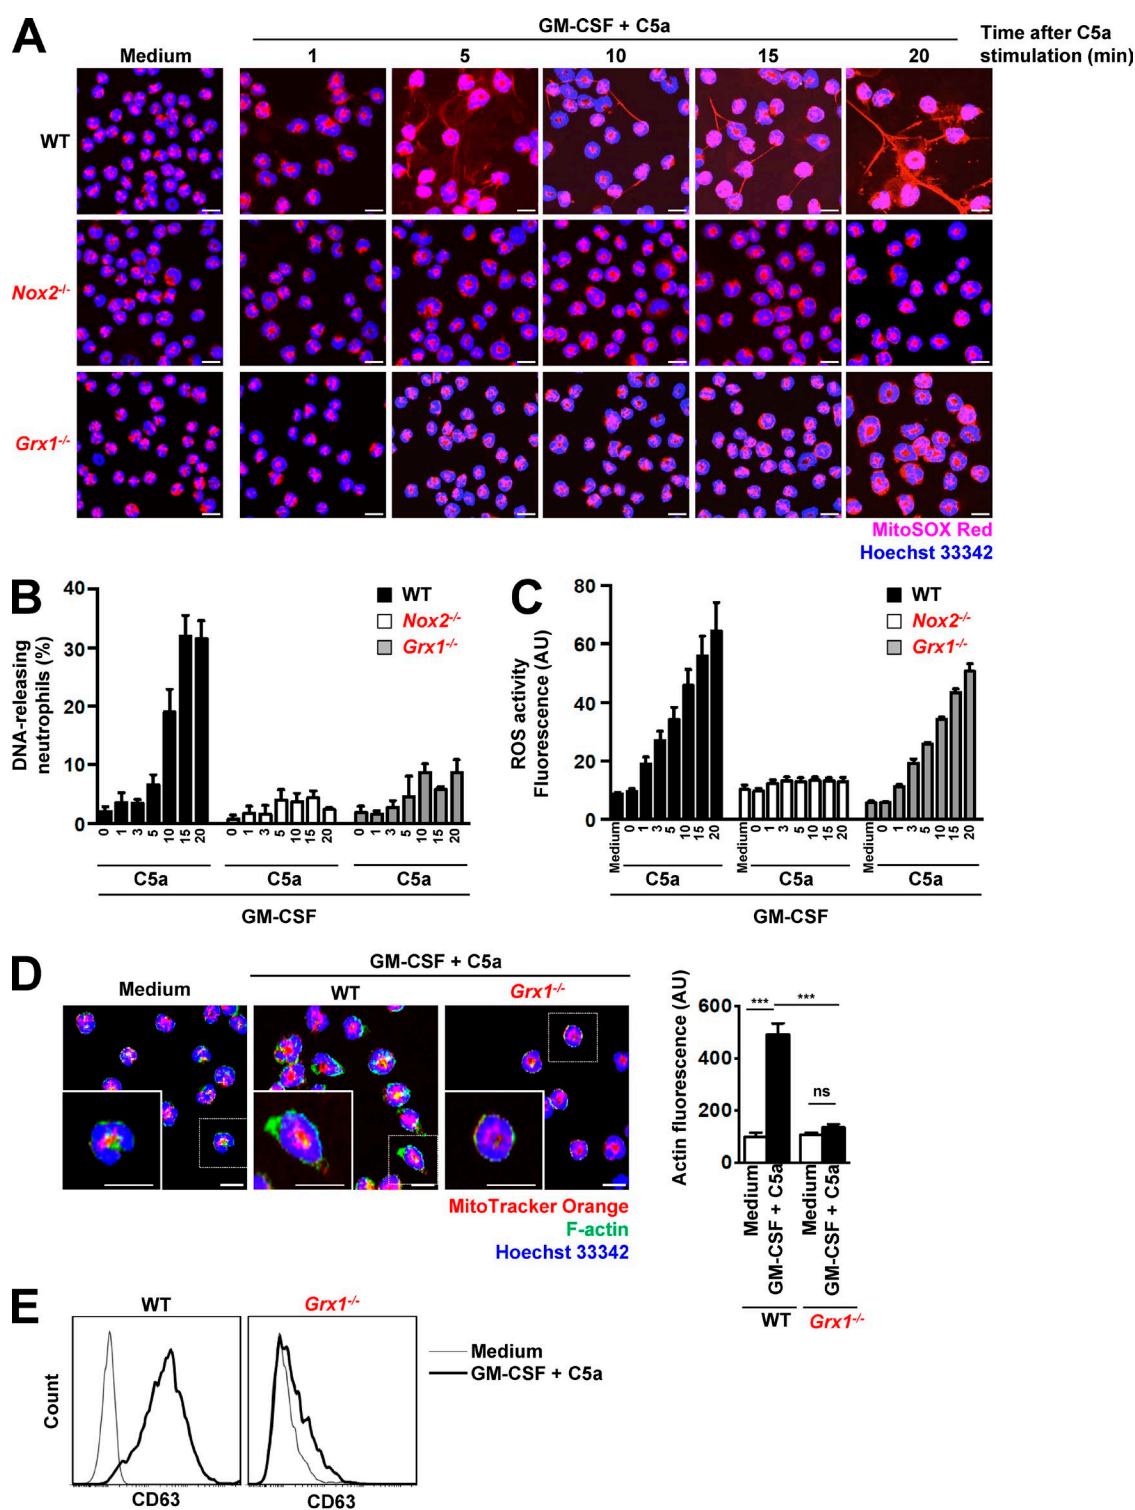 A
GM-CSF + C5a
Time after C5a
stimulation (min)
Medium 1 5 10 15 20
WT
Nox2-/-
Grx1-/-
MitoSOX Red
Hoechst 33342
B
DNA-releasing
neutrophils (%)
40
30
20
10
0
WT
Nox2-/-
Grx1-/-
0 1 3 5 10 15 20 0 1 3 5 10 15 20 0 1 3 5 10 15 20
C5a C5a C5a
GM-CSF
C
ROS activity
Fluorescence (AU)
80
60
40
20
0
WT
Nox2-/-
Grx1-/-
Medium 0 1 3 5 10 15 20 Medium 0 1 3 5 10 15 20 Medium 0 1 3 5 10 15 20
C5a C5a C5a
GM-CSF
D
GM-CSF + C5a
Medium WT Grx1-/-
MitoTracker Orange
F-actin
Hoechst 33342
Actin fluorescence (AU)
600
400
200
0
*** ***
ns
Medium GM-CSF + C5a Medium GM-CSF + C5a
WT Grx1-/-
E
WT Grx1-/-
Medium
GM-CSF + C5a
Count
CD63 CD63